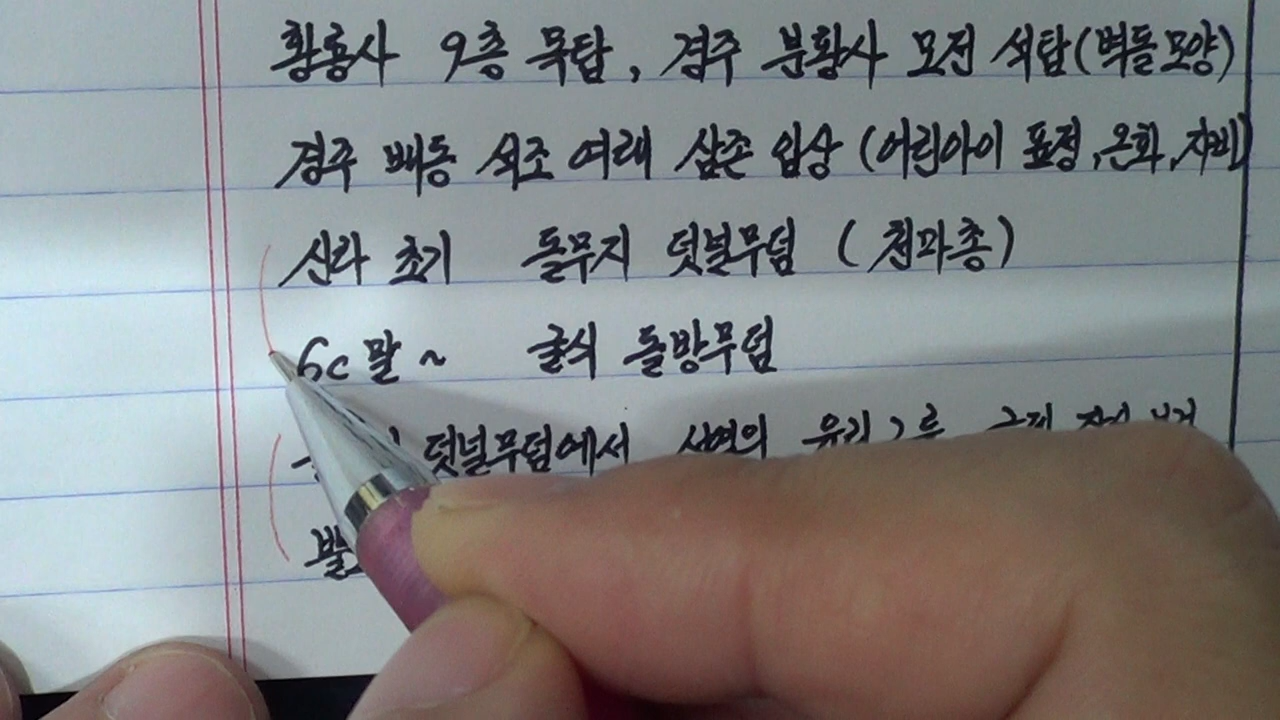 황룡사 9층 목탑, 경주 분황사 모전 석탑(벽돌모양)
경주 배동 석조 여래 삼존 입상 (어린아이 표정, 온화, 자비)
신라 초기 돌무지 덧널무덤 (천마총)
6c 말 ~ 굴식 돌방무덤
덧널무덤에서 서역의 유리그릇, 금제